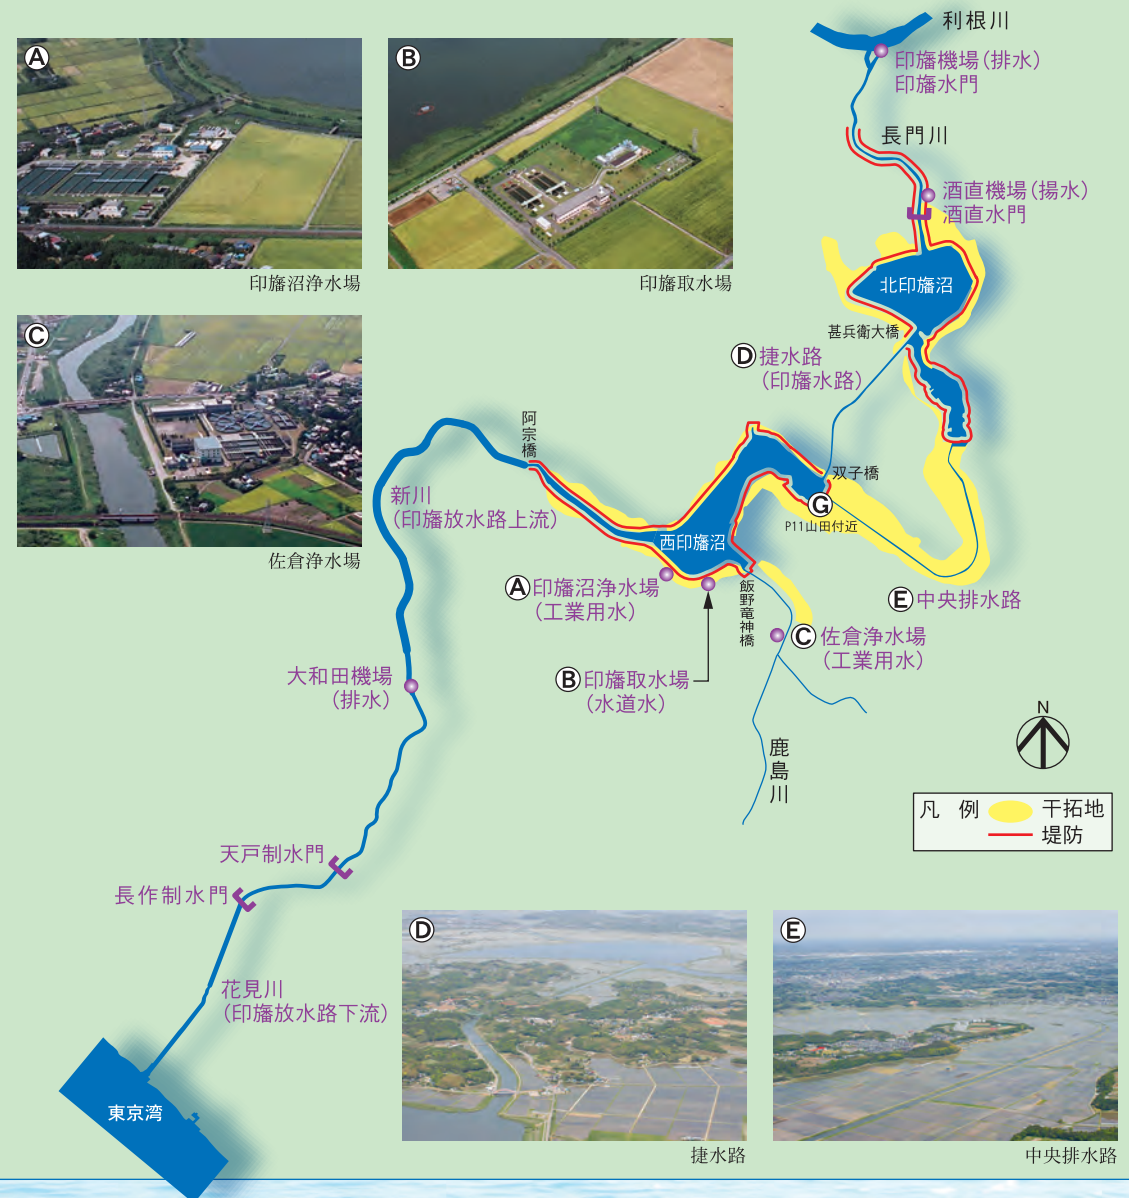 利根川
印旛機場(排水)
印旛水門
長門川
酒直機場(揚水)
酒直水門
北印旛沼
甚兵衛大橋
A
印旛沼浄水場
B
印旛取水場
C
佐倉浄水場
D 捷水路
(印旛水路)
阿宗橋
新川
(印旛放水路上流)
双子橋
G
P11山田付近
西印旛沼
A 印旛沼浄水場
(工業用水)
飯野竜神橋
E 中央排水路
C 佐倉浄水場
(工業用水)
B 印旛取水場
(水道水)
大和田機場
(排水)
鹿島川
N
凡 例
干拓地
堤防
天戸制水門
長作制水門
花見川
(印旛放水路下流)
東京湾
D
捷水路
E
中央排水路